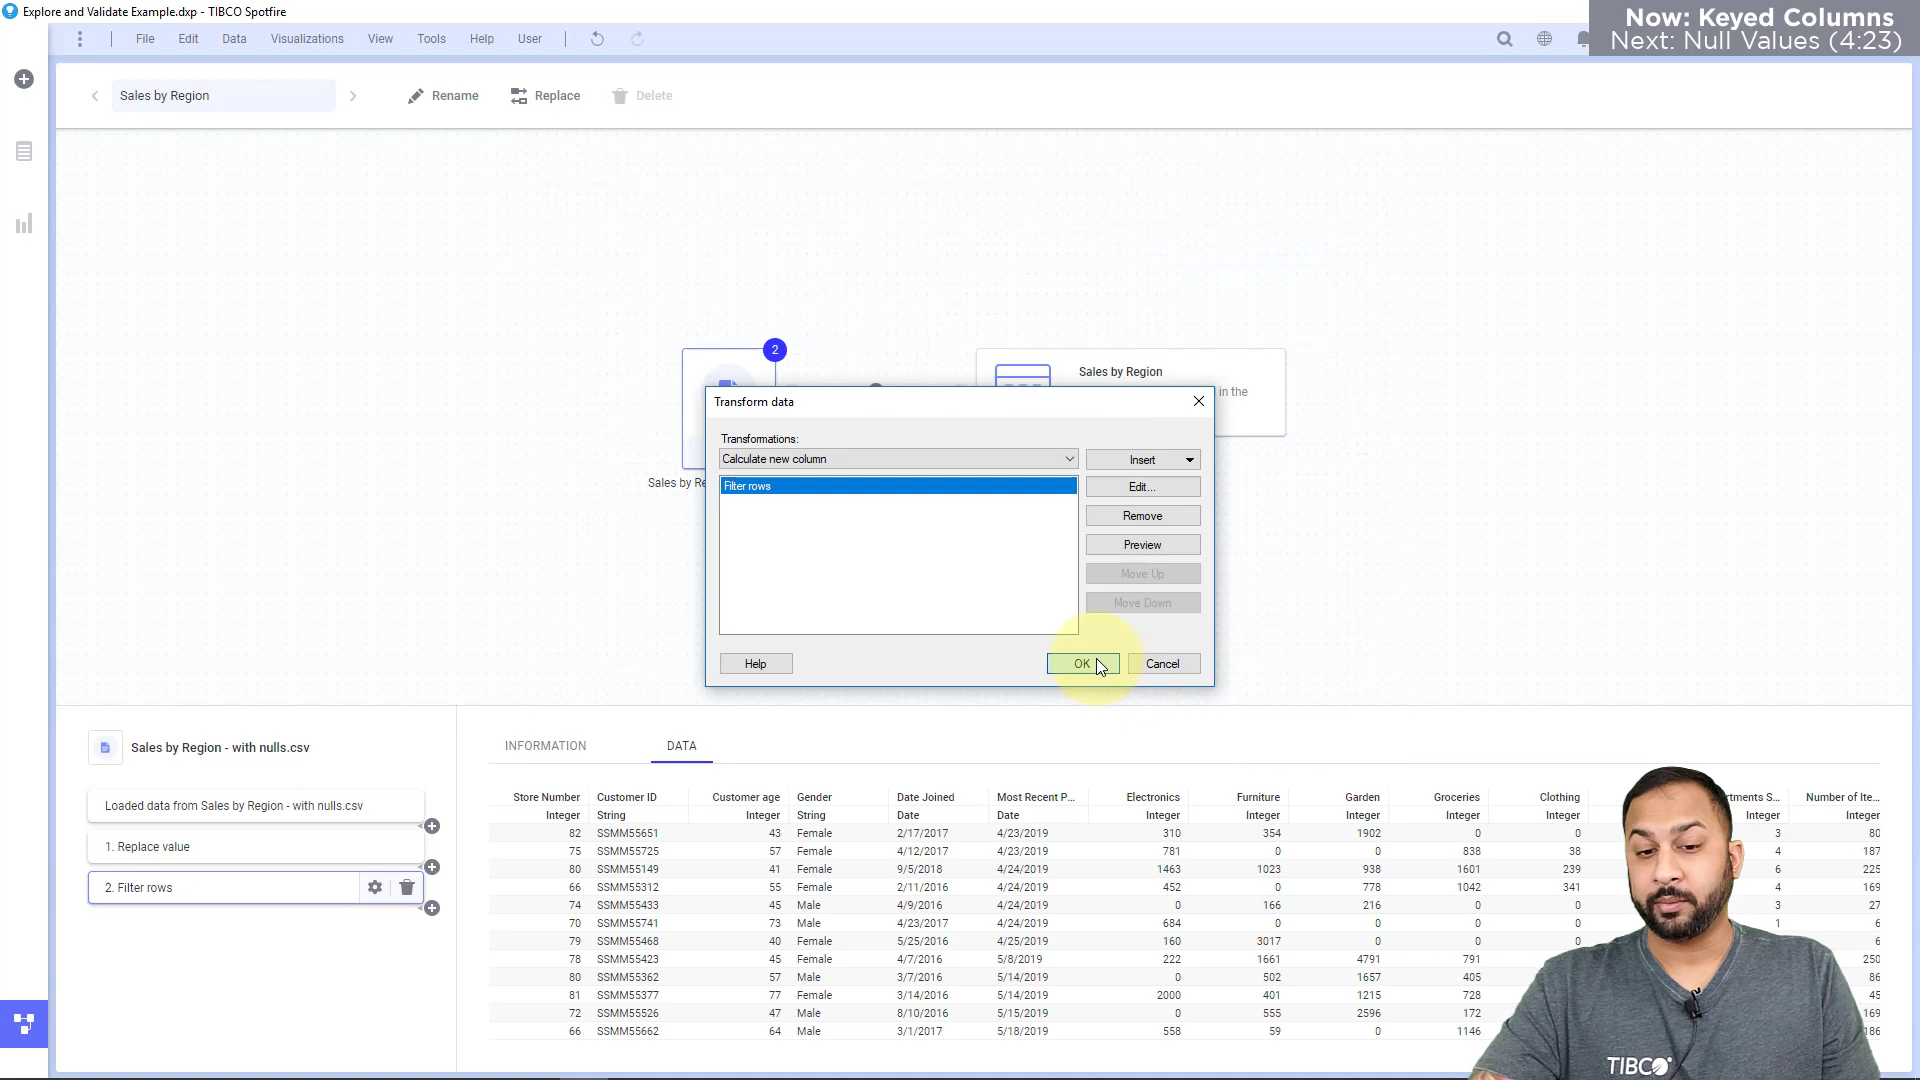 Explore and Validate Example.dxp - TIBCO Spotfire
Now: Keyed Columns
Next: Null Values (4:23)
File Edit Data Visualizations View Tools Help User
Sales by Region Rename Replace Delete
2
Sales by Region
in the
Sales by Re
Transform data
Transformations:
Calculate new column
Insert
Filter rows
Edit...
Remove
Preview
Move Up
Move Down
Help OK Cancel
Sales by Region - with nulls.csv
Loaded data from Sales by Region - with nulls.csv
1. Replace value
2. Filter rows
INFORMATION DATA
Store Number Customer ID Customer age Gender Date Joined Most Recent P... Electronics Furniture Garden Groceries Clothing rtments S... Number of Ite...
Integer String Integer String Date Date Integer Integer Integer Integer Integer Integer Integer
82 SSMM55651 43 Female 2/17/2017 4/23/2019 310 354 1902 0 0 3 80
75 SSMM55725 57 Female 4/12/2017 4/23/2019 781 0 0 838 38 4 187
80 SSMM55149 41 Female 9/5/2018 4/24/2019 1463 1023 938 1601 239 6 225
66 SSMM55312 55 Female 2/11/2016 4/24/2019 452 0 778 1042 341 4 169
74 SSMM55433 45 Male 4/9/2016 4/24/2019 0 166 216 0 0 3 27
70 SSMM55741 73 Male 4/23/2017 4/24/2019 684 0 0 0 0 1 6
79 SSMM55468 40 Female 5/25/2016 4/25/2019 160 3017 0 0 0 6
78 SSMM55423 45 Female 4/7/2016 5/8/2019 222 1661 4791 791 250
80 SSMM55362 57 Male 3/7/2016 5/14/2019 0 502 1657 405 86
81 SSMM55377 77 Female 3/14/2016 5/14/2019 2000 401 1215 728 45
72 SSMM55526 47 Male 8/10/2016 5/15/2019 0 555 2596 172 169
66 SSMM55662 64 Male 3/1/2017 5/18/2019 558 59 0 1146 186
TIBCO